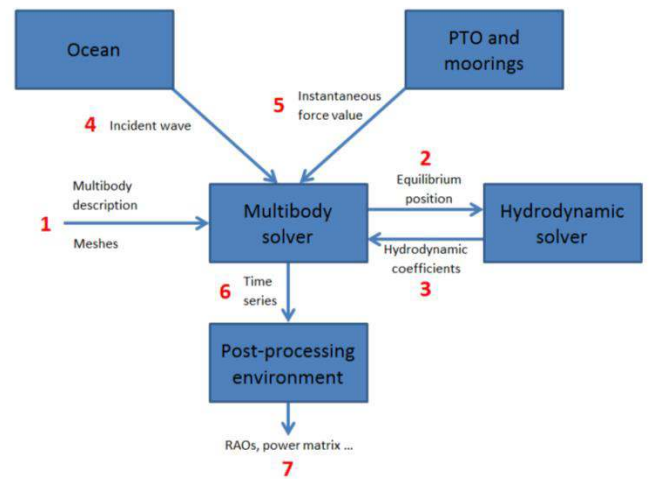 Ocean
PTO and
moorings
5
Instantaneous
force value
4
Incident wave
2
Equilibrium
position
1
Multibody
description
Meshes
Multibody
solver
Hydrodynamic
solver
Hydrodynamic
coefficients
3
6
Time
series
Post-processing
environment
RAOs, power matrix ...
7